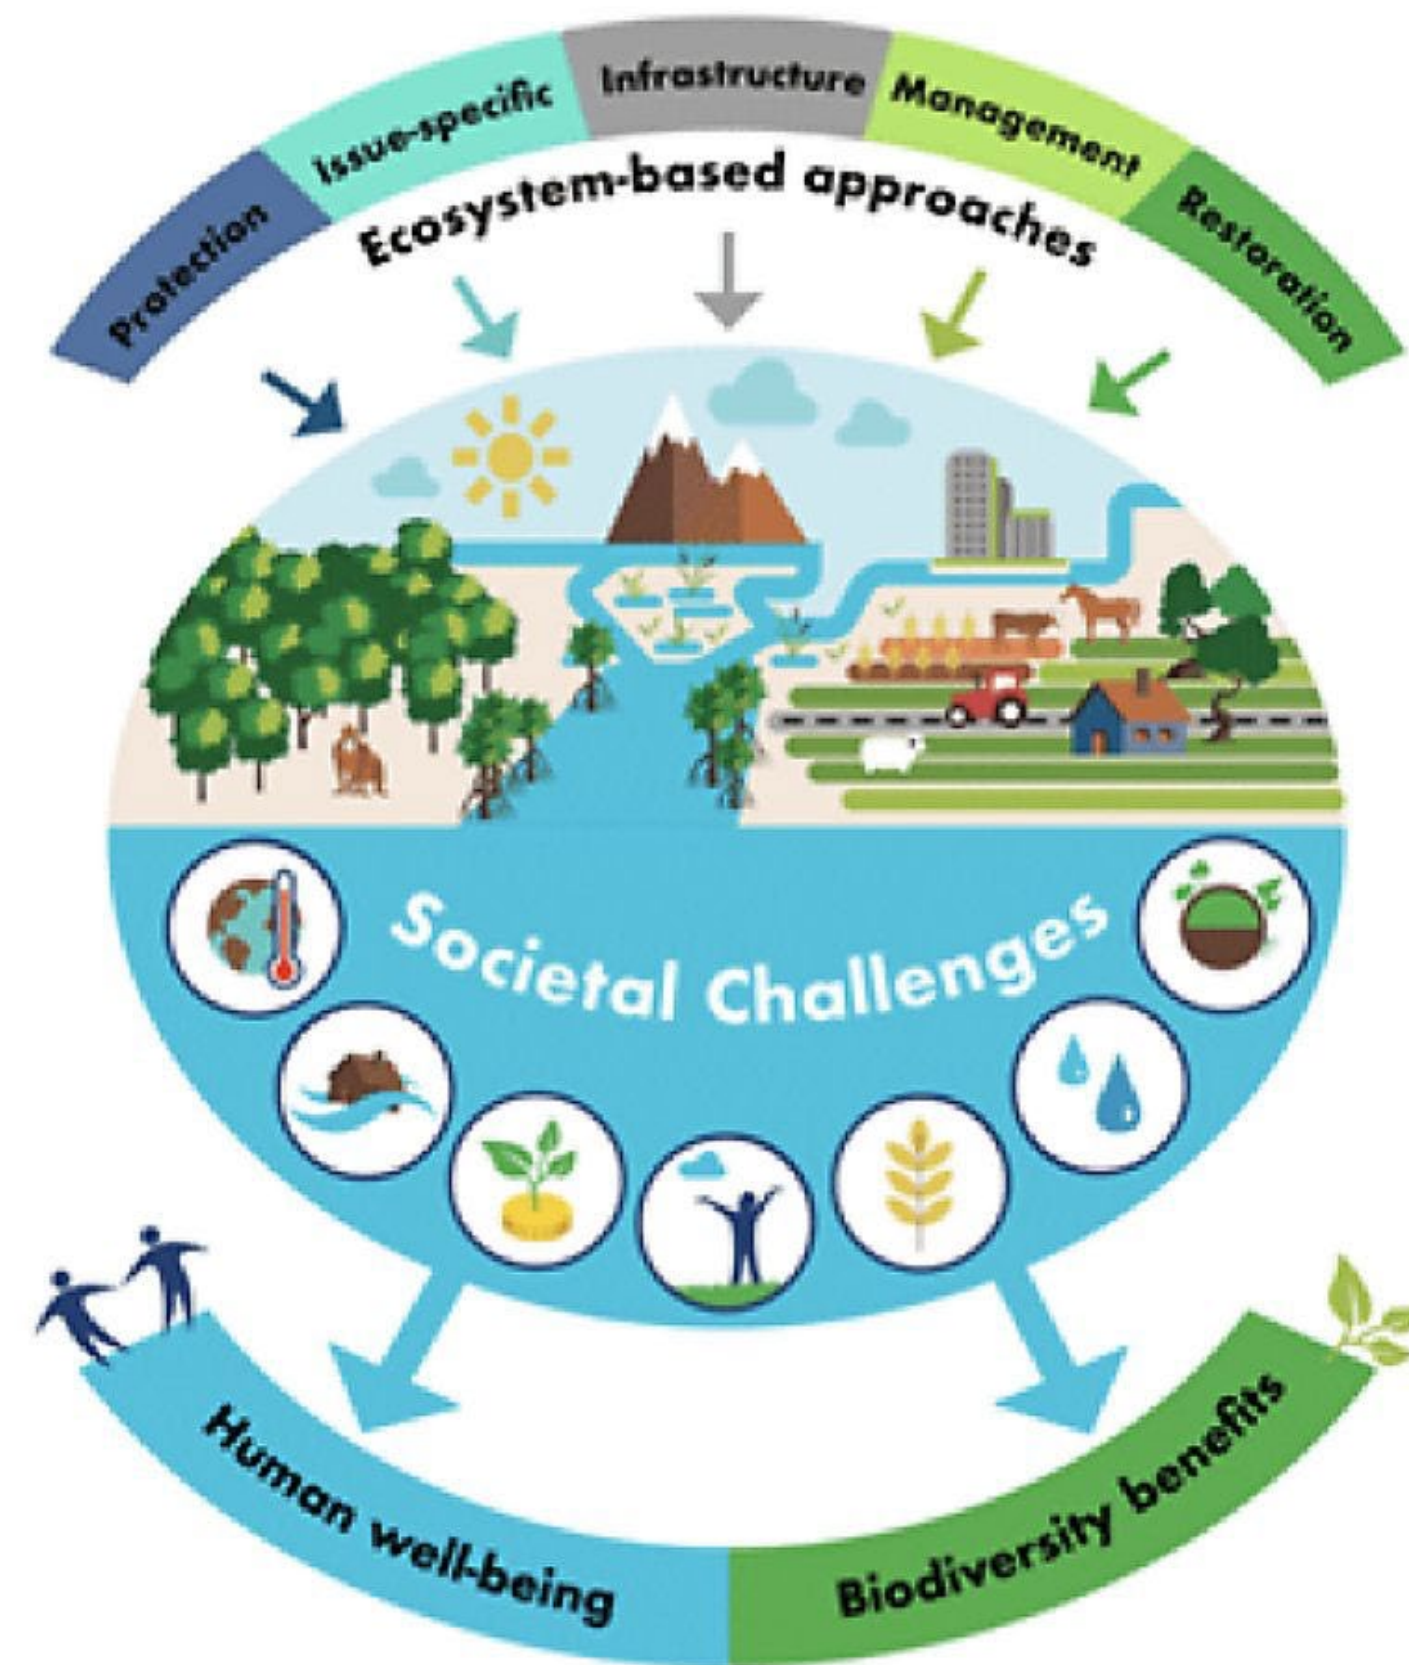 Protection
Issue-specific
Infrastructure
Management
Restoration
Ecosystem-based approaches
Societal Challenges
Human well-being
Biodiversity benefits